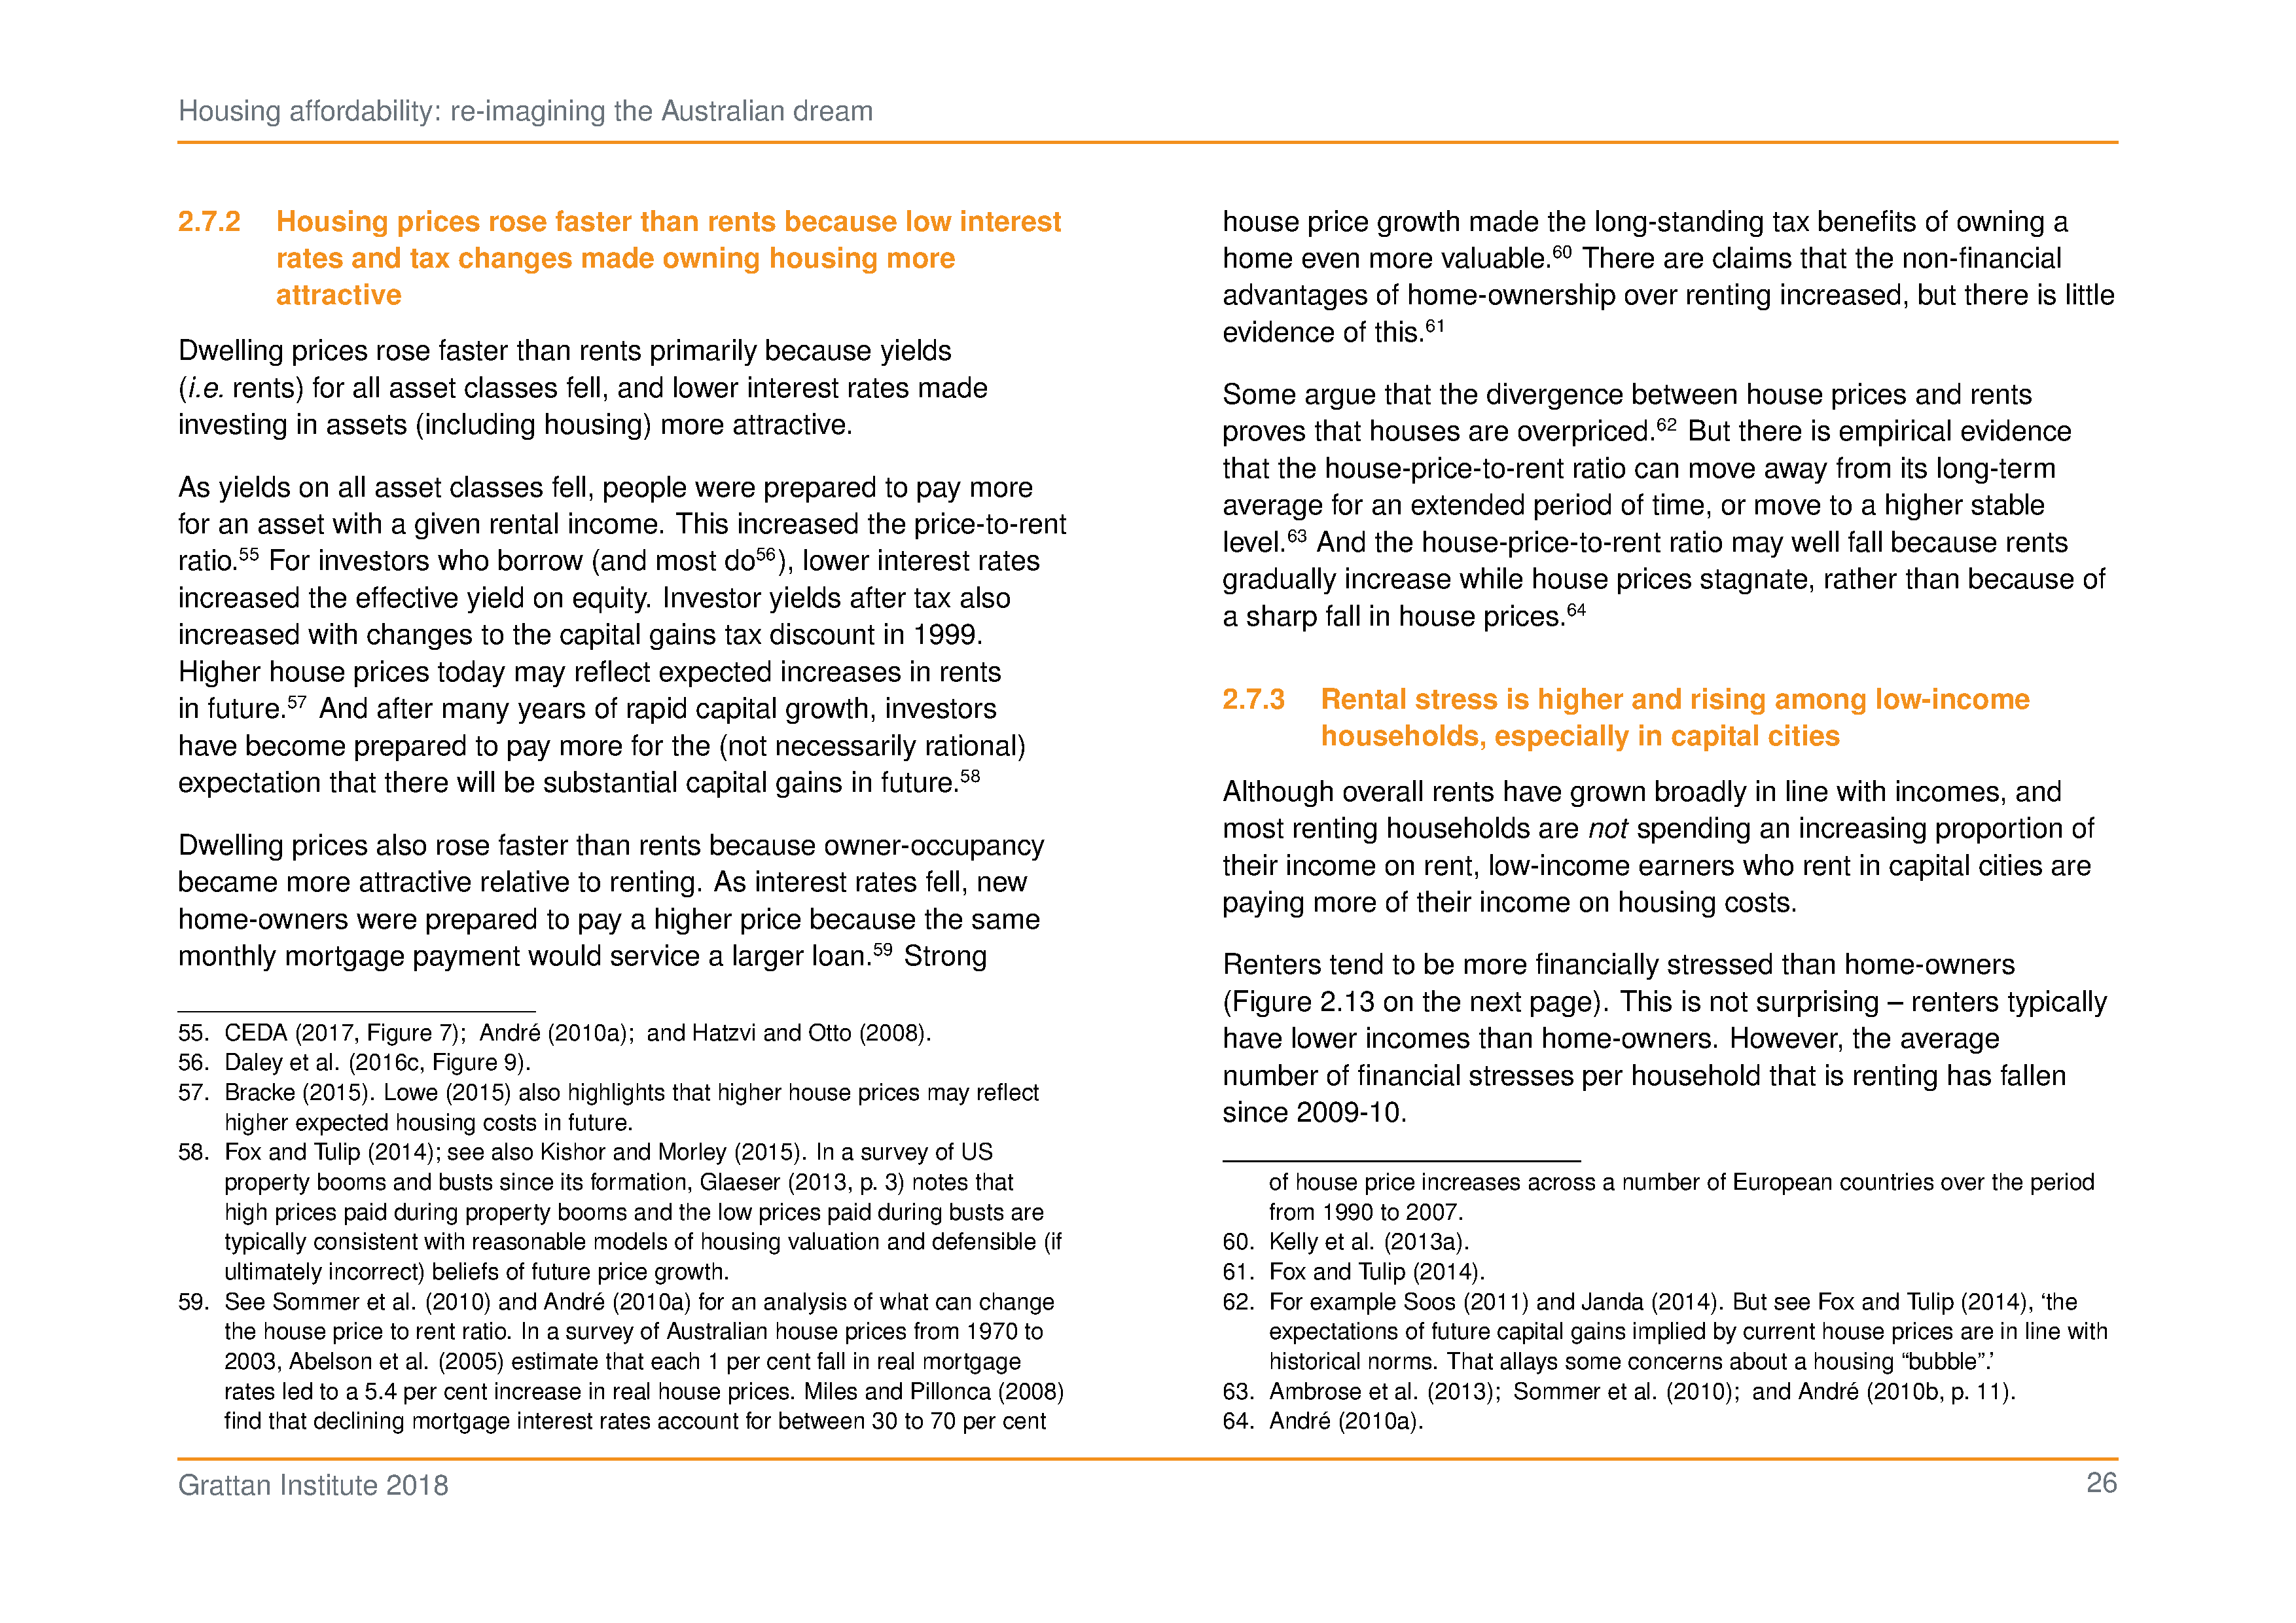 Housing affordability: re-imagining the Australian dream
2.7.2 Housing prices rose faster than rents because low interest
rates and tax changes made owning housing more
attractive
Dwelling prices rose faster than rents primarily because yields
(i.e. rents) for all asset classes fell, and lower interest rates made
investing in assets (including housing) more attractive.
As yields on all asset classes fell, people were prepared to pay more
for an asset with a given rental income. This increased the price-to-rent
ratio.55 For investors who borrow (and most do56), lower interest rates
increased the effective yield on equity. Investor yields after tax also
increased with changes to the capital gains tax discount in 1999.
Higher house prices today may reflect expected increases in rents
in future.57 And after many years of rapid capital growth, investors
have become prepared to pay more for the (not necessarily rational)
expectation that there will be substantial capital gains in future.58
Dwelling prices also rose faster than rents because owner-occupancy
became more attractive relative to renting. As interest rates fell, new
home-owners were prepared to pay a higher price because the same
monthly mortgage payment would service a larger loan.59 Strong
55. CEDA (2017, Figure 7); André (2010a); and Hatzvi and Otto (2008).
56. Daley et al. (2016c, Figure 9).
57. Bracke (2015). Lowe (2015) also highlights that higher house prices may reflect
higher expected housing costs in future.
58. Fox and Tulip (2014); see also Kishor and Morley (2015). In a survey of US
property booms and busts since its formation, Glaeser (2013, p. 3) notes that
high prices paid during property booms and the low prices paid during busts are
typically consistent with reasonable models of housing valuation and defensible (if
ultimately incorrect) beliefs of future price growth.
59. See Sommer et al. (2010) and André (2010a) for an analysis of what can change
the house price to rent ratio. In a survey of Australian house prices from 1970 to
2003, Abelson et al. (2005) estimate that each 1 per cent fall in real mortgage
rates led to a 5.4 per cent increase in real house prices. Miles and Pillonca (2008)
find that declining mortgage interest rates account for between 30 to 70 per cent
house price growth made the long-standing tax benefits of owning a
home even more valuable.60 There are claims that the non-financial
advantages of home-ownership over renting increased, but there is little
evidence of this.61
Some argue that the divergence between house prices and rents
proves that houses are overpriced.62 But there is empirical evidence
that the house-price-to-rent ratio can move away from its long-term
average for an extended period of time, or move to a higher stable
level.63 And the house-price-to-rent ratio may well fall because rents
gradually increase while house prices stagnate, rather than because of
a sharp fall in house prices.64
2.7.3 Rental stress is higher and rising among low-income
households, especially in capital cities
Although overall rents have grown broadly in line with incomes, and
most renting households are not spending an increasing proportion of
their income on rent, low-income earners who rent in capital cities are
paying more of their income on housing costs.
Renters tend to be more financially stressed than home-owners
(Figure 2.13 on the next page). This is not surprising – renters typically
have lower incomes than home-owners. However, the average
number of financial stresses per household that is renting has fallen
since 2009-10.
of house price increases across a number of European countries over the period
from 1990 to 2007.
60. Kelly et al. (2013a).
61. Fox and Tulip (2014).
62. For example Soos (2011) and Janda (2014). But see Fox and Tulip (2014), ‘the
expectations of future capital gains implied by current house prices are in line with
historical norms. That allays some concerns about a housing “bubble”.’
63. Ambrose et al. (2013); Sommer et al. (2010); and André (2010b, p. 11).
64. André (2010a).
Grattan Institute 2018
26